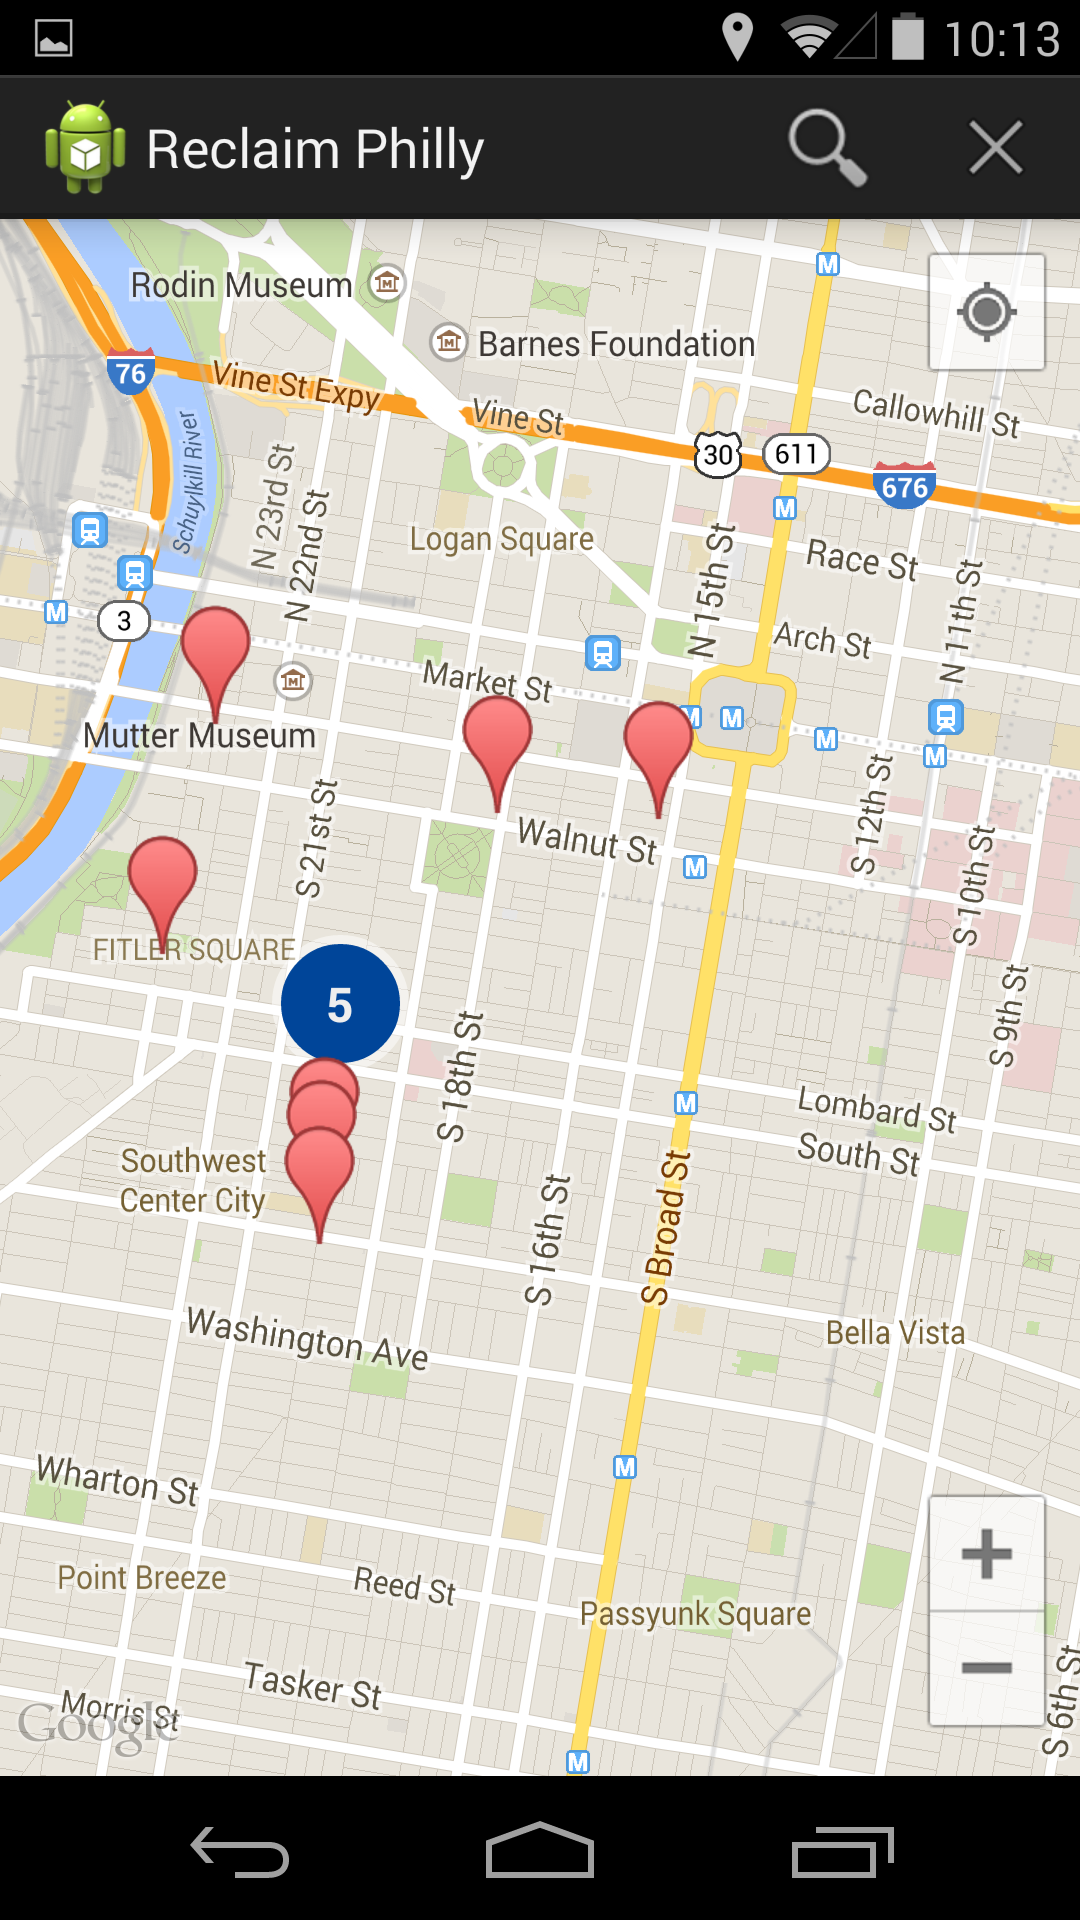 10:13
Reclaim Philly
Rodin Museum
Barnes Foundation
76
Vine St Expy
Vine St
Callowhill St
30
611
676
Schuylkill River
N 23rd St
N 22nd St
Logan Square
N 15th St
Race St
N 11th St
3
Arch St
Market St
Mutter Museum
M
M
M
M
M
M
M
M
M
M
M
M
S 21st St
Walnut St
S 12th St
S 10th St
FITLER SQUARE
5
S 9th St
S 18th St
Lombard St
South St
Southwest
Center City
S 16th St
S Broad St
Washington Ave
Bella Vista
Wharton St
Point Breeze
Reed St
Passyunk Square
Tasker St
Morris St
Google
S 6th St